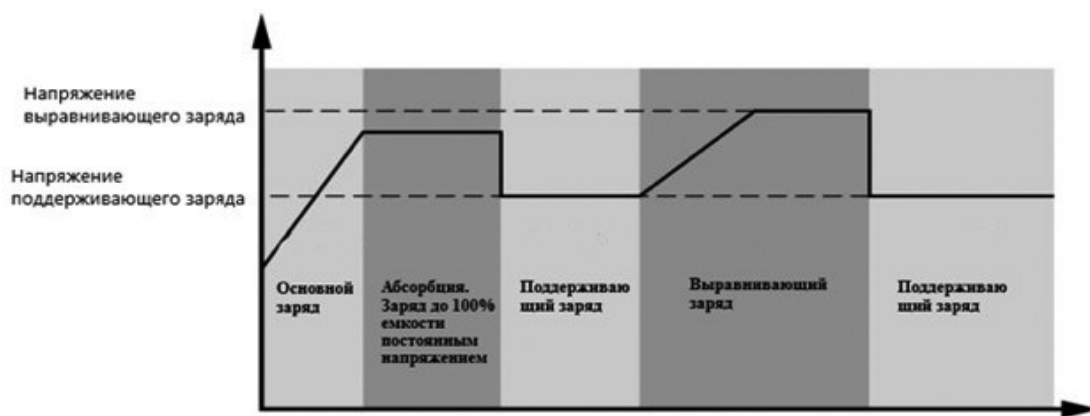 Напряжение
выравнивающего заряда
Напряжение
поддерживающего заряда
Основной
заряд
Абсорбция.
Заряд до 100%
емкости
постоянным
напряжением
Поддерживаю
щий заряд
Выравнивающий
заряд
Поддерживаю
щий заряд